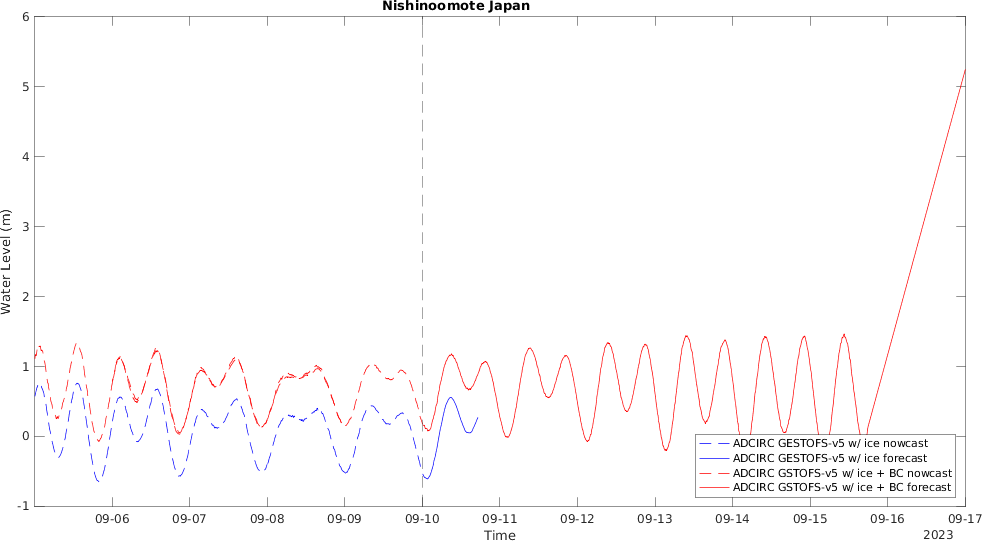 Nishinoomote Japan
6
5
4
3
2
1
0
-1
Water Level (m)
ADCIRC GESTOFS-v5 w/ ice nowcast
ADCIRC GESTOFS-v5 w/ ice forecast
ADCIRC GSTOFS-v5 w/ ice + BC nowcast
ADCIRC GSTOFS-v5 w/ ice + BC forecast
09-06 09-07 09-08 09-09 09-10 09-11 09-12 09-13 09-14 09-15 09-16 09-17
Time
2023